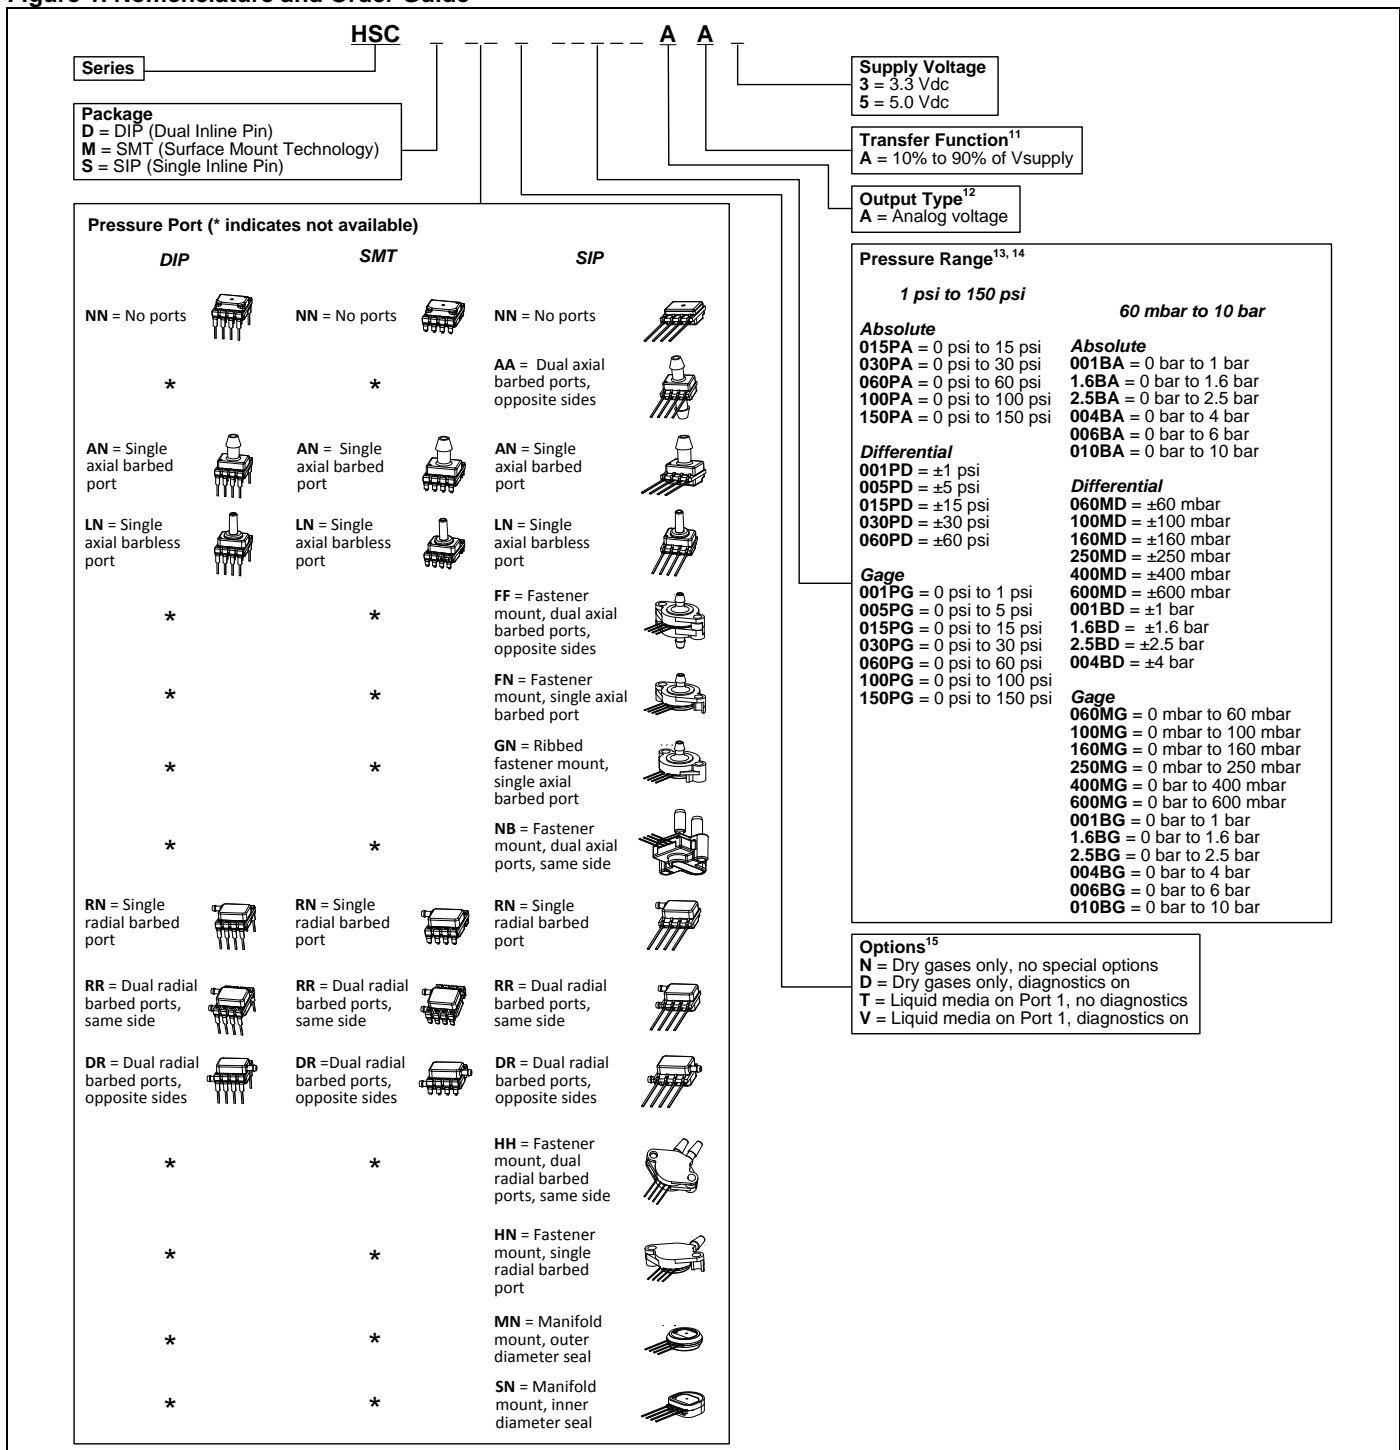 Figure 1. Nomenclature and Order Guide
HSC _ _ _ _ _ _ _ _ A A _
Series
Package
D = DIP (Dual Inline Pin)
M = SMT (Surface Mount Technology)
S = SIP (Single Inline Pin)
Supply Voltage
3 = 3.3 Vdc
5 = 5.0 Vdc
Transfer Function11
A = 10% to 90% of Vsupply
Output Type12
A = Analog voltage
Pressure Port (* indicates not available)
DIP
SMT
SIP
NN = No ports
NN = No ports
NN = No ports
*
*
AA = Dual axial
barbed ports,
opposite sides
AN = Single
axial barbed
port
AN = Single
axial barbed
port
AN = Single
axial barbed
port
LN = Single
axial barbless
port
LN = Single
axial barbless
port
LN = Single
axial barbless
port
*
*
FF = Fastener
mount, dual axial
barbed ports,
opposite sides
*
*
FN = Fastener
mount, single axial
barbed port
*
*
GN = Ribbed
fastener mount,
single axial
barbed port
*
*
NB = Fastener
mount, dual axial
ports, same side
RN = Single
radial barbed
port
RN = Single
radial barbed
port
RN = Single
radial barbed
port
RR = Dual radial
barbed ports,
same side
RR = Dual radial
barbed ports,
same side
RR = Dual radial
barbed ports,
same side
DR = Dual radial
barbed ports,
opposite sides
DR =Dual radial
barbed ports,
opposite sides
DR = Dual radial
barbed ports,
opposite sides
*
*
HH = Fastener
mount, dual
radial barbed
ports, same side
*
*
HN = Fastener
mount, single
radial barbed
port
*
*
MN = Manifold
mount, outer
diameter seal
*
*
SN = Manifold
mount, inner
diameter seal
Pressure Range13, 14
1 psi to 150 psi
Absolute
015PA = 0 psi to 15 psi
030PA = 0 psi to 30 psi
060PA = 0 psi to 60 psi
100PA = 0 psi to 100 psi
150PA = 0 psi to 150 psi
Differential
001PD = ±1 psi
005PD = ±5 psi
015PD = ±15 psi
030PD = ±30 psi
060PD = ±60 psi
Gage
001PG = 0 psi to 1 psi
005PG = 0 psi to 5 psi
015PG = 0 psi to 15 psi
030PG = 0 psi to 30 psi
060PG = 0 psi to 60 psi
100PG = 0 psi to 100 psi
150PG = 0 psi to 150 psi
60 mbar to 10 bar
Absolute
001BA = 0 bar to 1 bar
1.6BA = 0 bar to 1.6 bar
2.5BA = 0 bar to 2.5 bar
004BA = 0 bar to 4 bar
006BA = 0 bar to 6 bar
010BA = 0 bar to 10 bar
Differential
060MD = ±60 mbar
100MD = ±100 mbar
160MD = ±160 mbar
250MD = ±250 mbar
400MD = ±400 mbar
600MD = ±600 mbar
001BD = ±1 bar
1.6BD = ±1.6 bar
2.5BD = ±2.5 bar
004BD = ±4 bar
Gage
060MG = 0 mbar to 60 mbar
100MG = 0 mbar to 100 mbar
160MG = 0 mbar to 160 mbar
250MG = 0 mbar to 250 mbar
400MG = 0 bar to 400 mbar
600MG = 0 bar to 600 mbar
001BG = 0 bar to 1 bar
1.6BG = 0 bar to 1.6 bar
2.5BG = 0 bar to 2.5 bar
004BG = 0 bar to 4 bar
006BG = 0 bar to 6 bar
010BG = 0 bar to 10 bar
Options15
N = Dry gases only, no special options
D = Dry gases only, diagnostics on
T = Liquid media on Port 1, no diagnostics
V = Liquid media on Port 1, diagnostics on